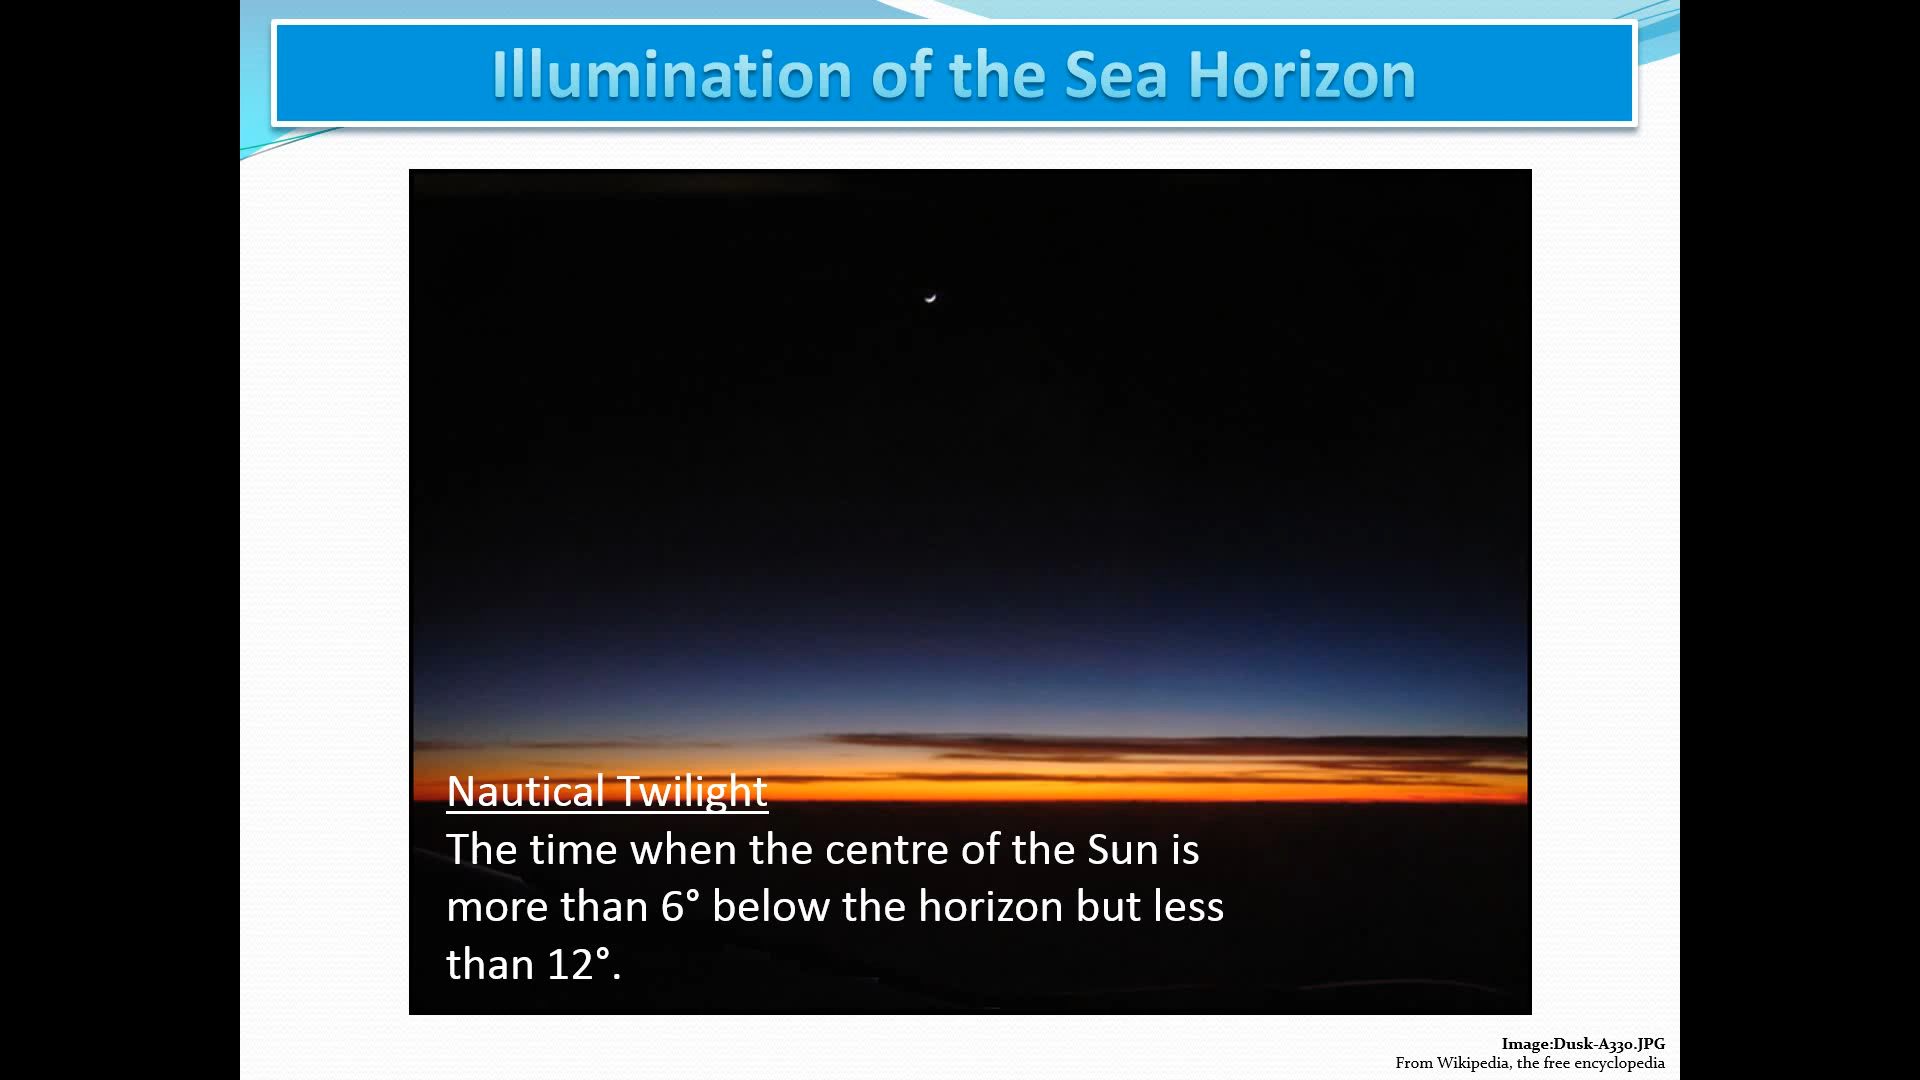 Illumination of the Sea Horizon
Nautical Twilight
The time when the centre of the Sun is
more than 6° below the horizon but less
than 12°.
Image:Dusk-A330.JPG
From Wikipedia, the free encyclopedia